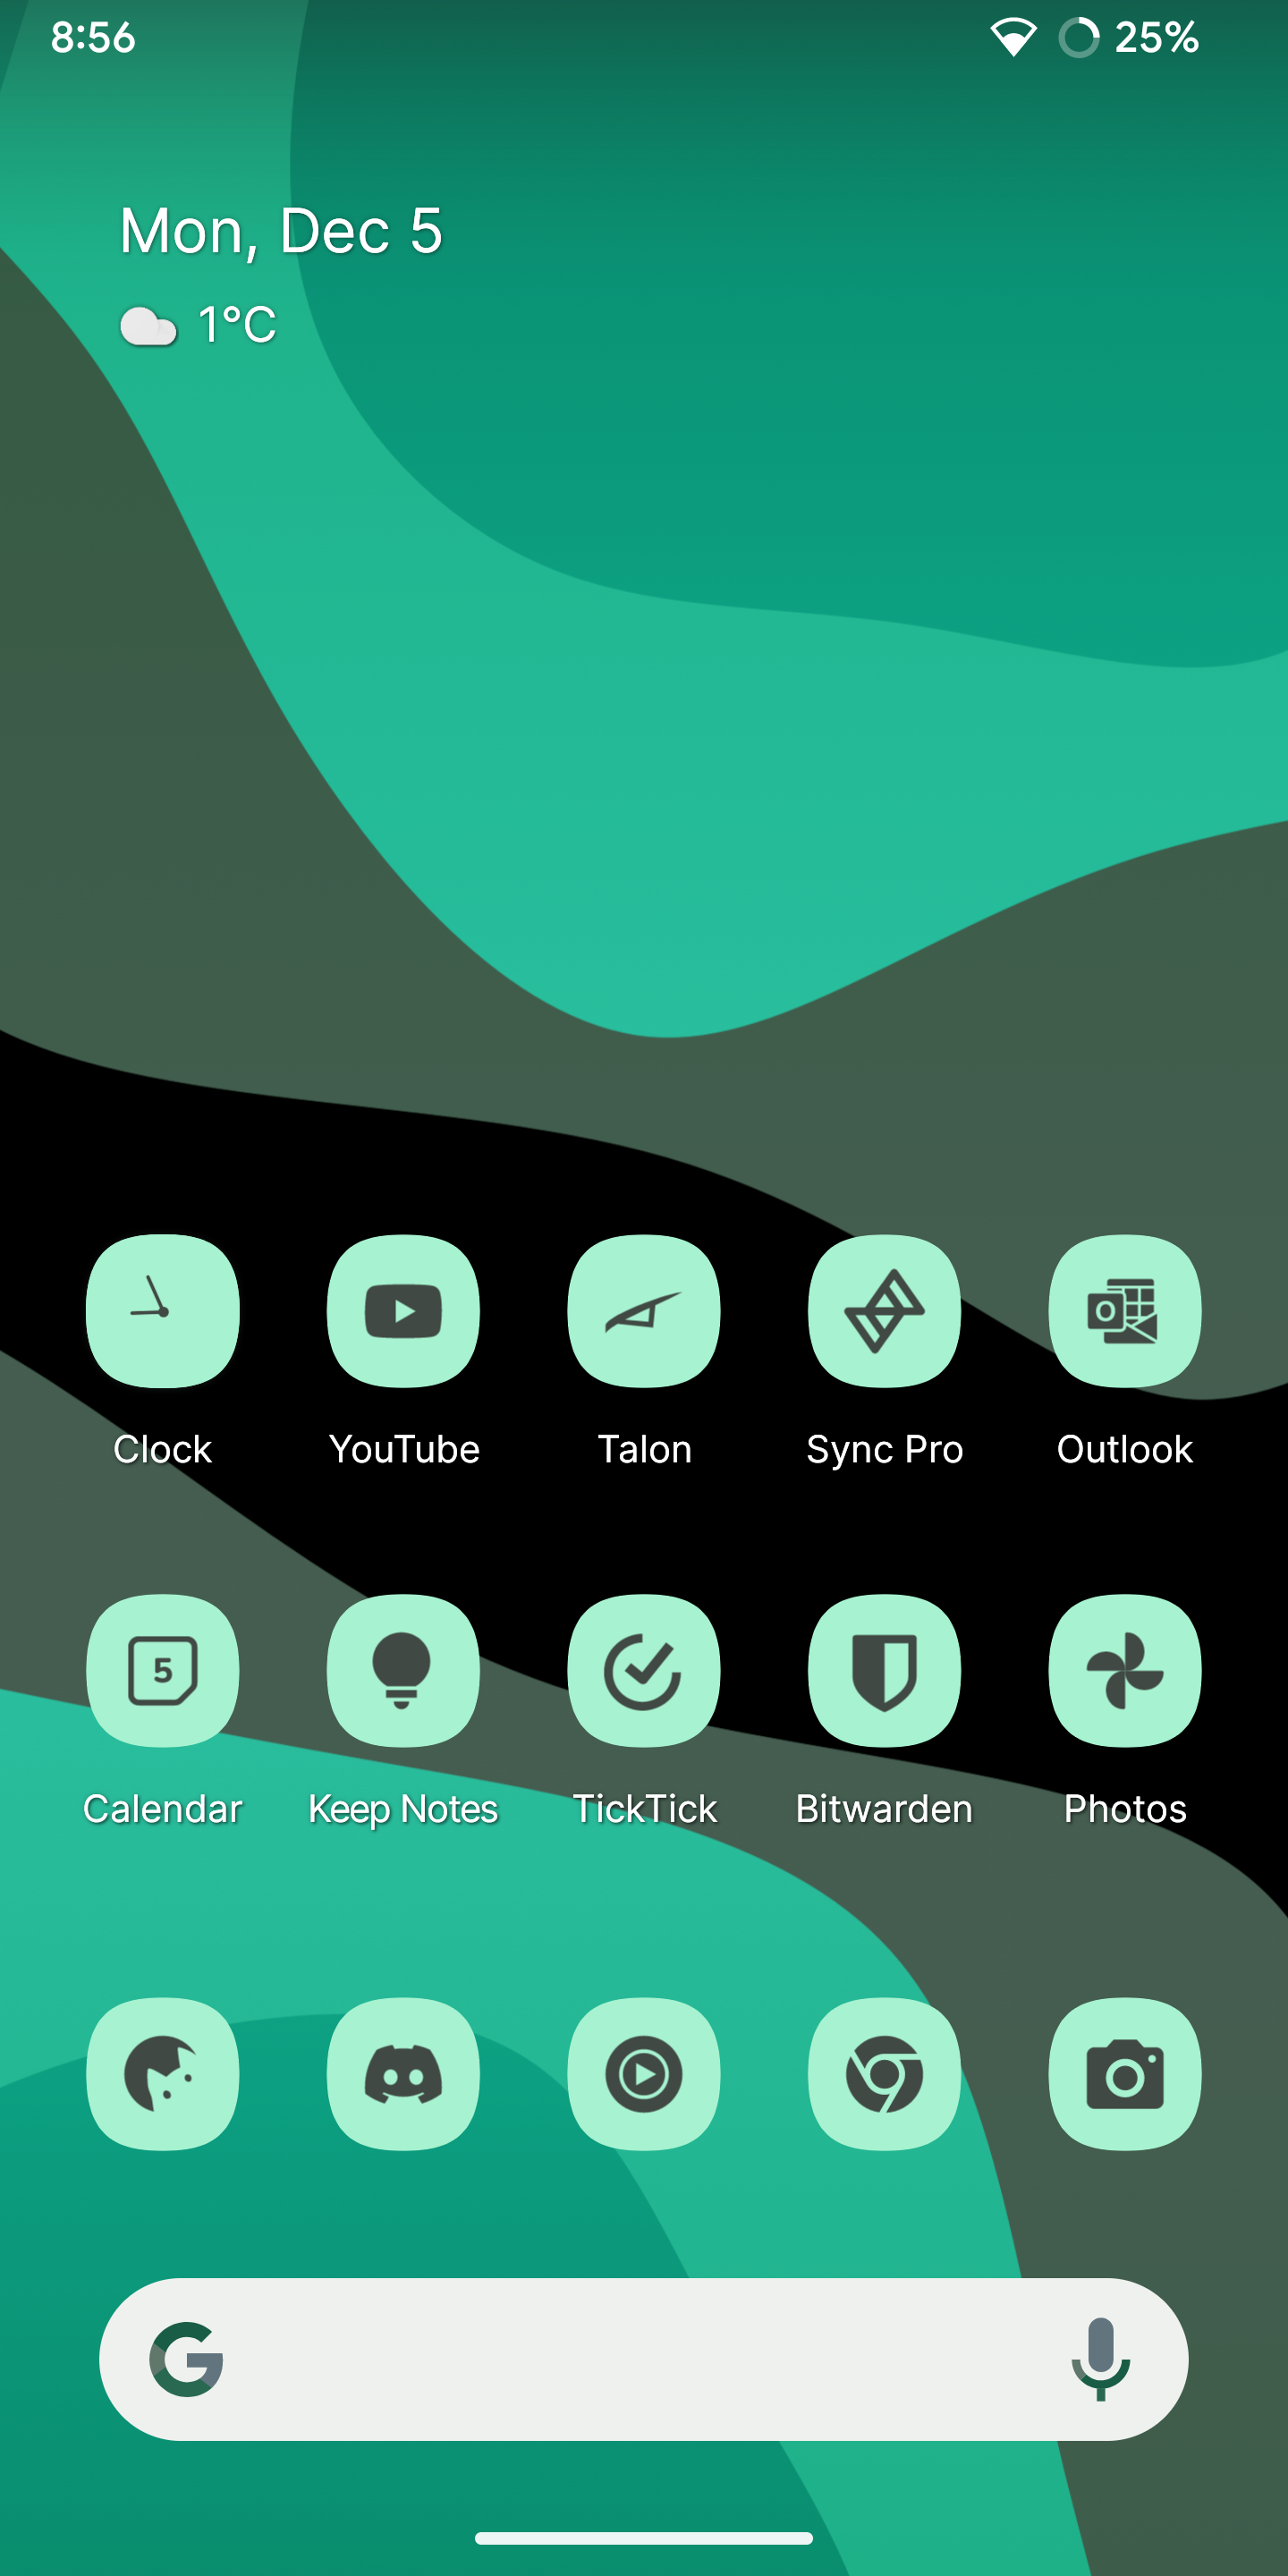 8:56 25%
Mon, Dec 5
1°C
Clock YouTube Talon Sync Pro Outlook
5
Calendar Keep Notes TickTick Bitwarden Photos